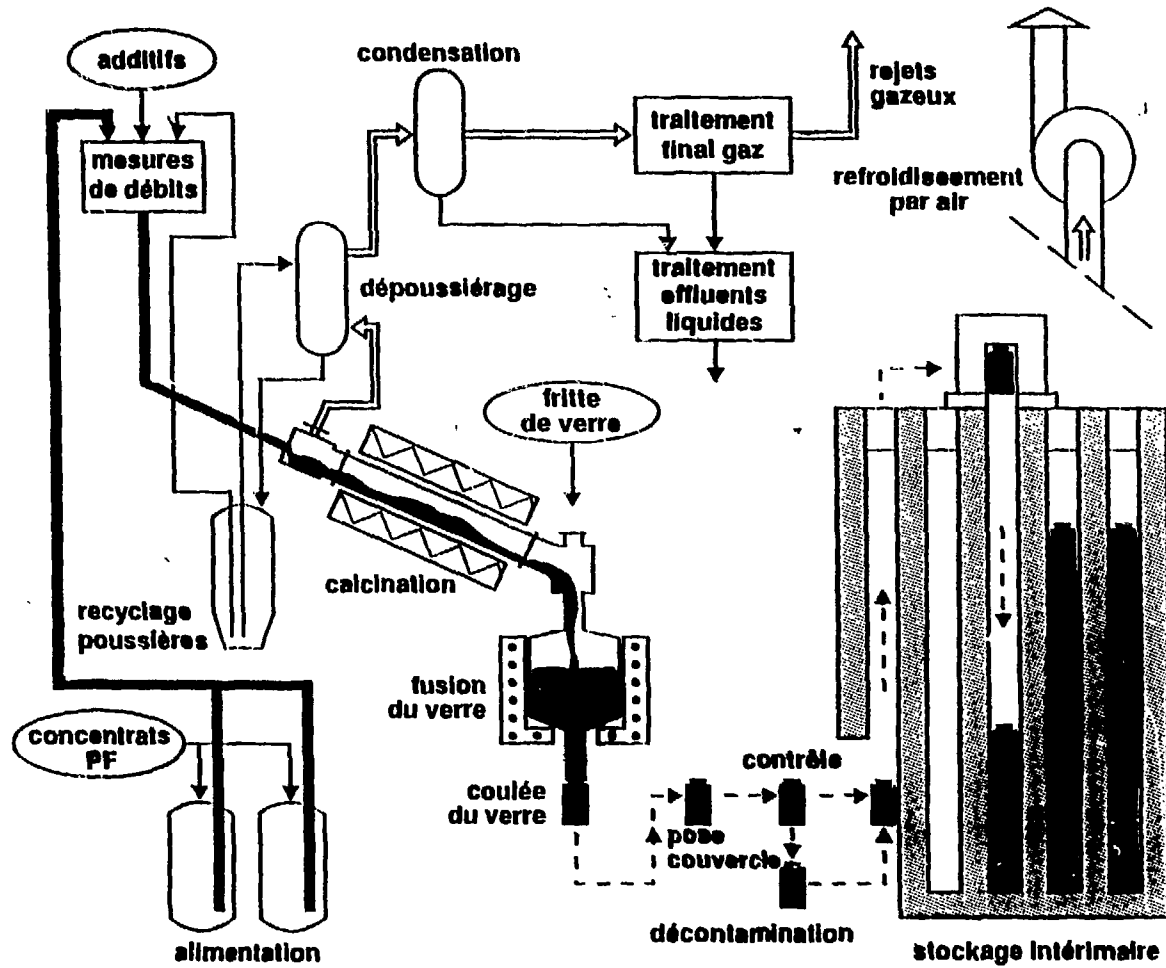 additifs
condensation
rejets
gazeux
mesures
de débits
traitement
final gaz
refroidissement
par air
dépoussiérage
traitement
effluents
liquides
fritte
de verre
calcination
recyclage
poussières
fusion
du verre
concentrats
PF
coulée
du verre
contrôle
pose
couvercle
alimentation
décontamination
stockage intérimaire